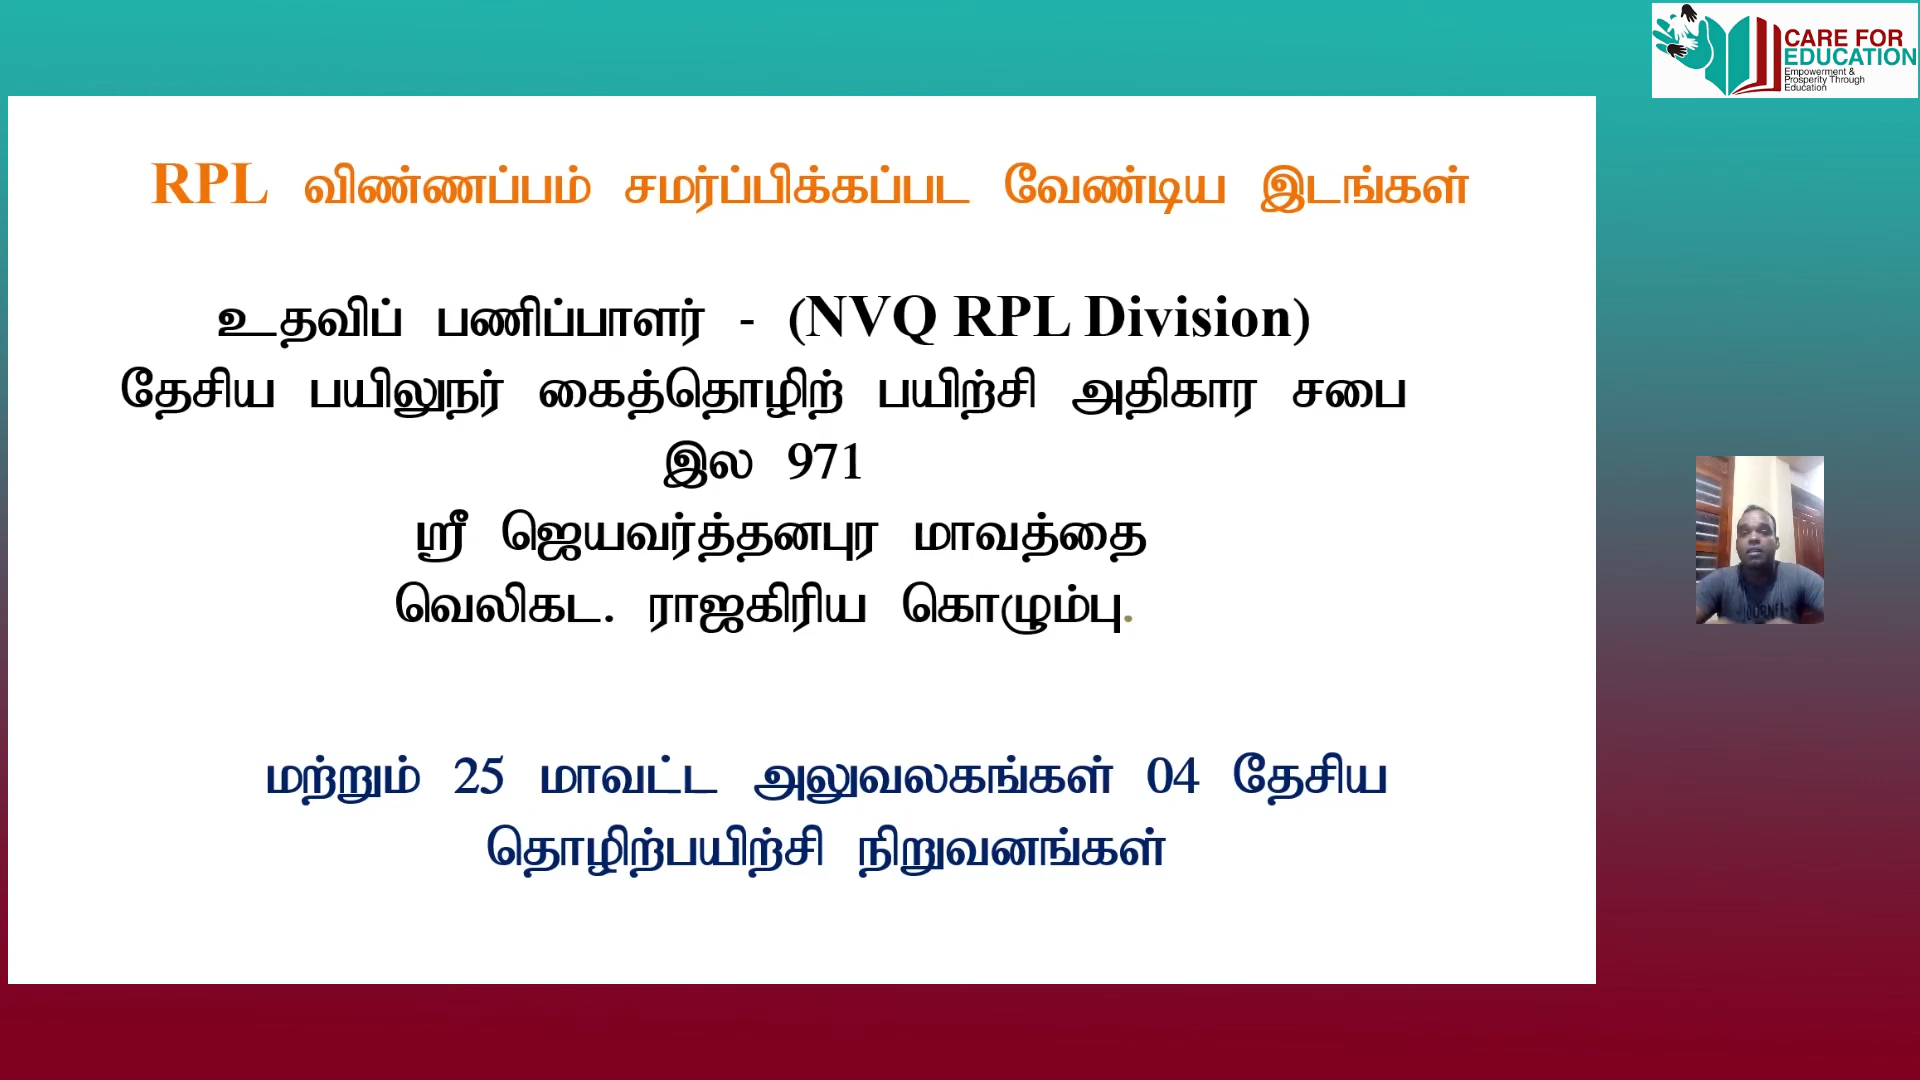 CARE FOR
EDUCATION
Empowerment &
Prosperity Through
Education
RPL விண்ணப்பம் சமர்ப்பிக்கப்பட வேண்டிய இடங்கள்
உதவிப் பணிப்பாளர் - (NVQ RPL Division)
தேசிய பயிலுநர் கைத்தொழிற் பயிற்சி அதிகார சபை
இல 971
ஸ்ரீ ஜெயவர்த்தனபுர மாவத்தை
வெலிகட. ராஜகிரிய கொழும்பு.
மற்றும் 25 மாவட்ட அலுவலகங்கள் 04 தேசிய
தொழிற்பயிற்சி நிறுவனங்கள்